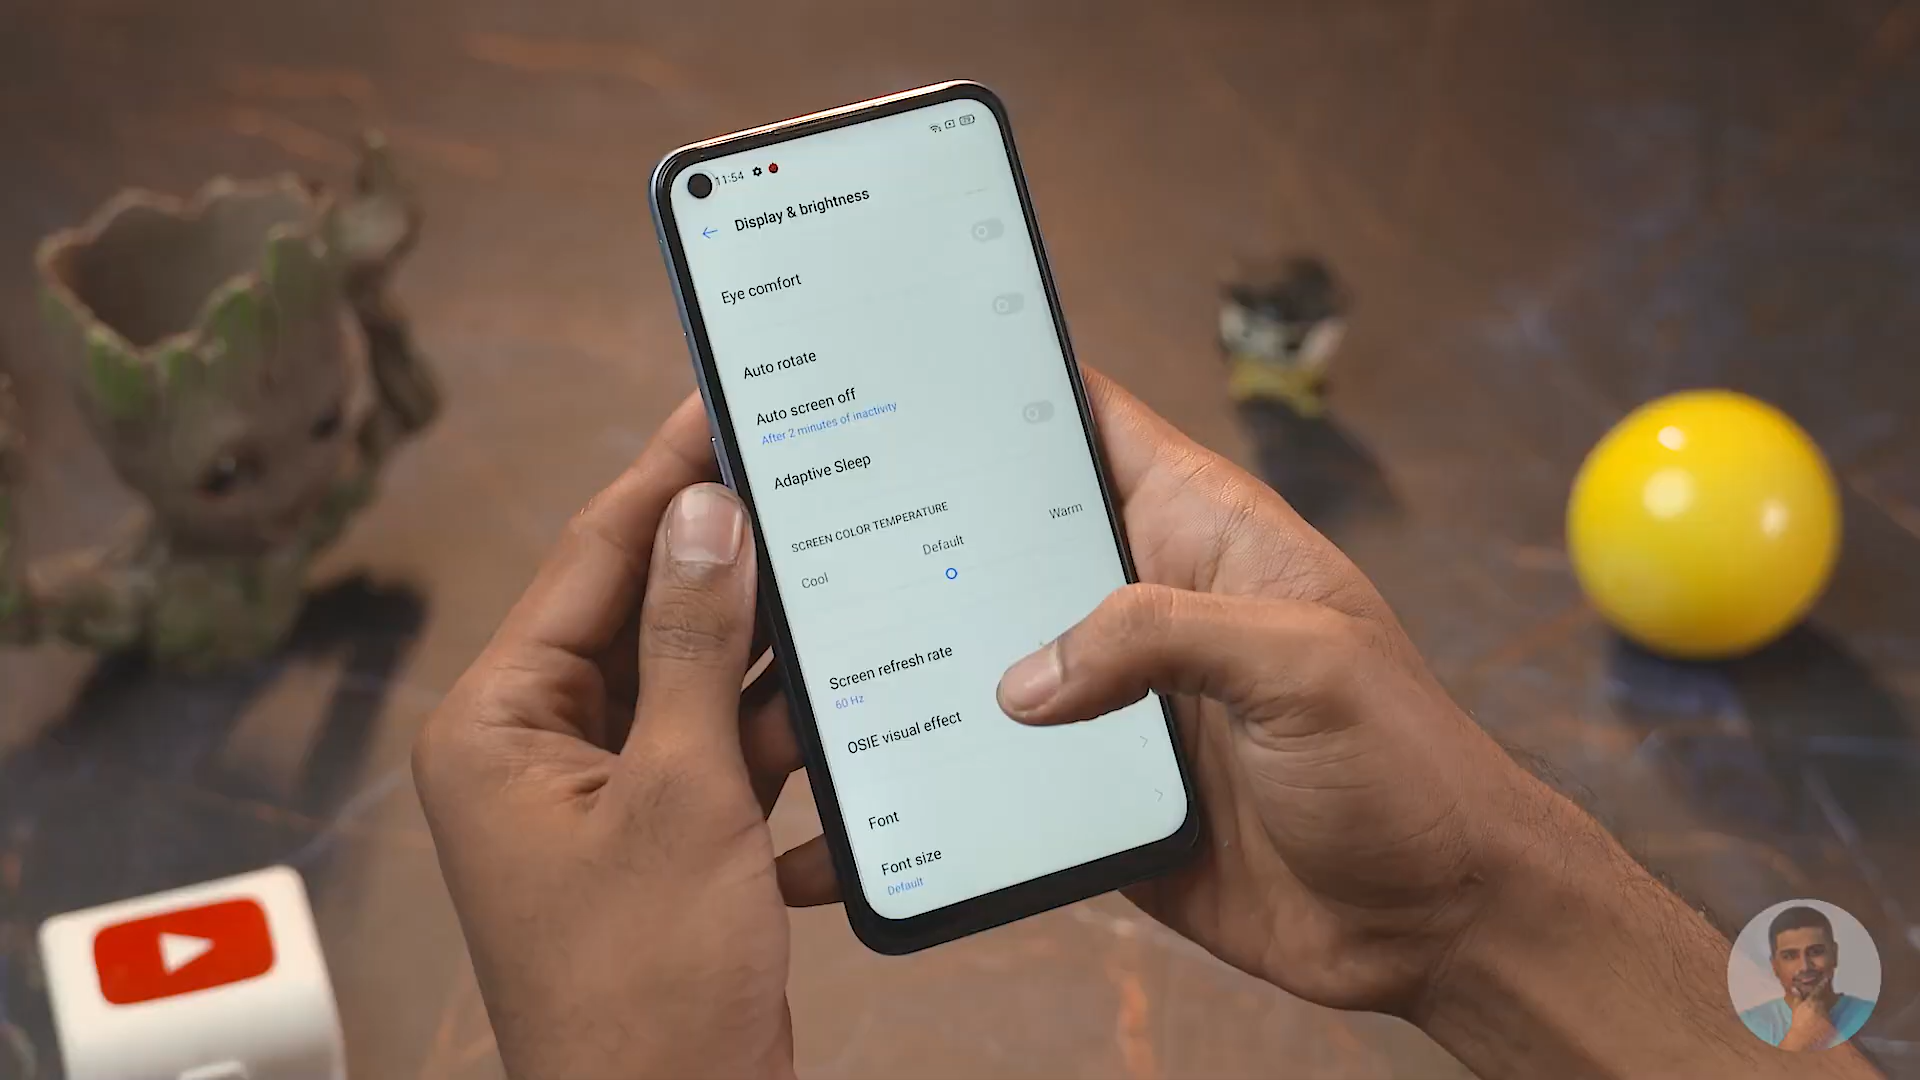 11:54
Display & brightness
Eye comfort
Auto rotate
Auto screen off
After 2 minutes of inactivity
Adaptive Sleep
SCREEN COLOR TEMPERATURE
Cool
Default
Warm
Screen refresh rate
60 Hz
OSIE visual effect
Font
Font size
Default